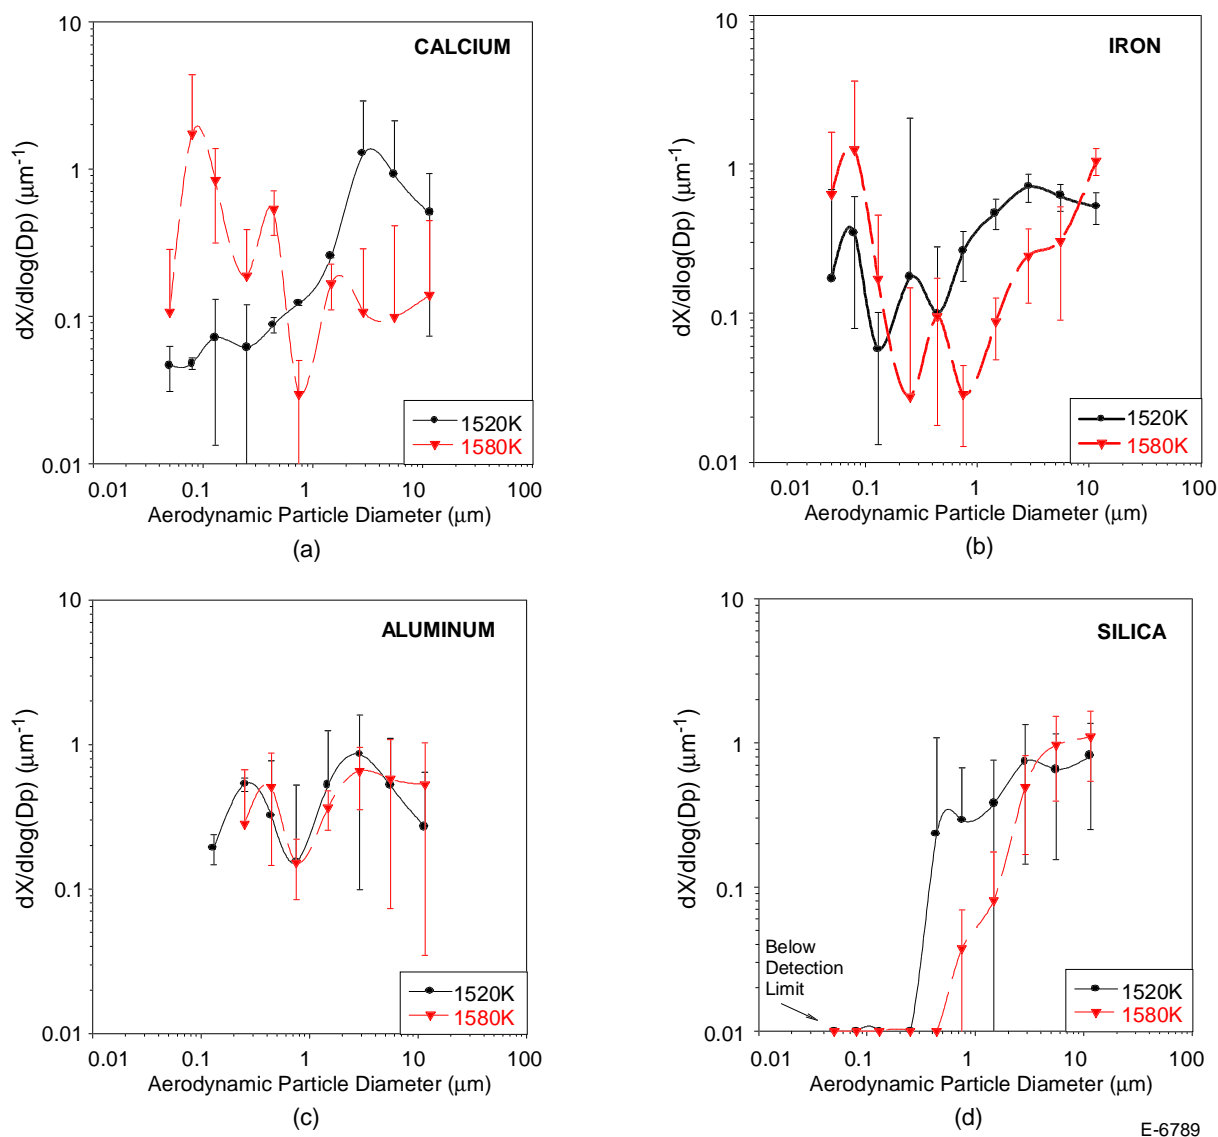 CALCIUM
10
1
0.1
0.01
dX/dlog(Dp) (μm⁻¹)
1520K
1580K
0.01 0.1 1 10 100
Aerodynamic Particle Diameter (μm)
(a)
IRON
10
1
0.1
0.01
dX/dlog(Dp) (μm⁻¹)
1520K
1580K
0.01 0.1 1 10 100
Aerodynamic Particle Diameter (μm)
(b)
ALUMINUM
10
1
0.1
0.01
dX/dlog(Dp) (μm⁻¹)
1520K
1580K
0.01 0.1 1 10 100
Aerodynamic Particle Diameter (μm)
(c)
SILICA
10
1
0.1
0.01
dX/dlog(Dp) (μm⁻¹)
Below
Detection
Limit
1520K
1580K
0.01 0.1 1 10 100
Aerodynamic Particle Diameter (μm)
(d)
E-6789